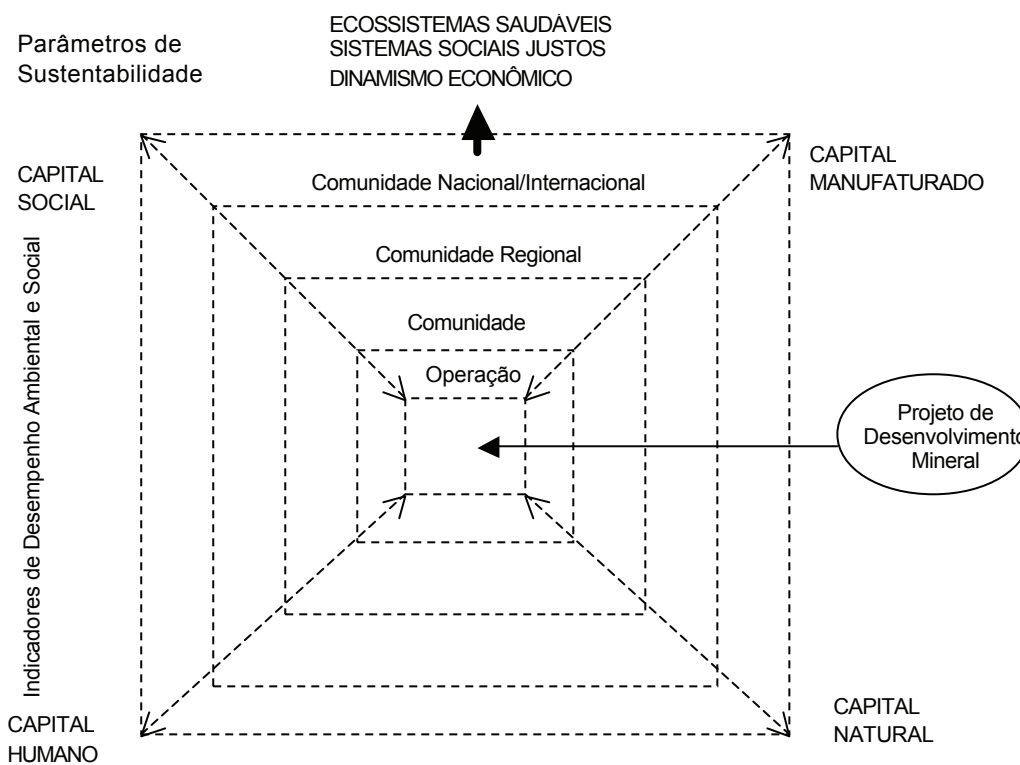 Parâmetros de
Sustentabilidade
ECOSSISTEMAS SAUDÁVEIS
SISTEMAS SOCIAIS JUSTOS
DINAMISMO ECONÔMICO
CAPITAL
SOCIAL
CAPITAL
MANUFATURADO
Comunidade Nacional/Internacional
Comunidade Regional
Comunidade
Operação
Projeto de
Desenvolvimento
Mineral
Indicadores de Desempenho Ambiental e Social
CAPITAL
HUMANO
CAPITAL
NATURAL